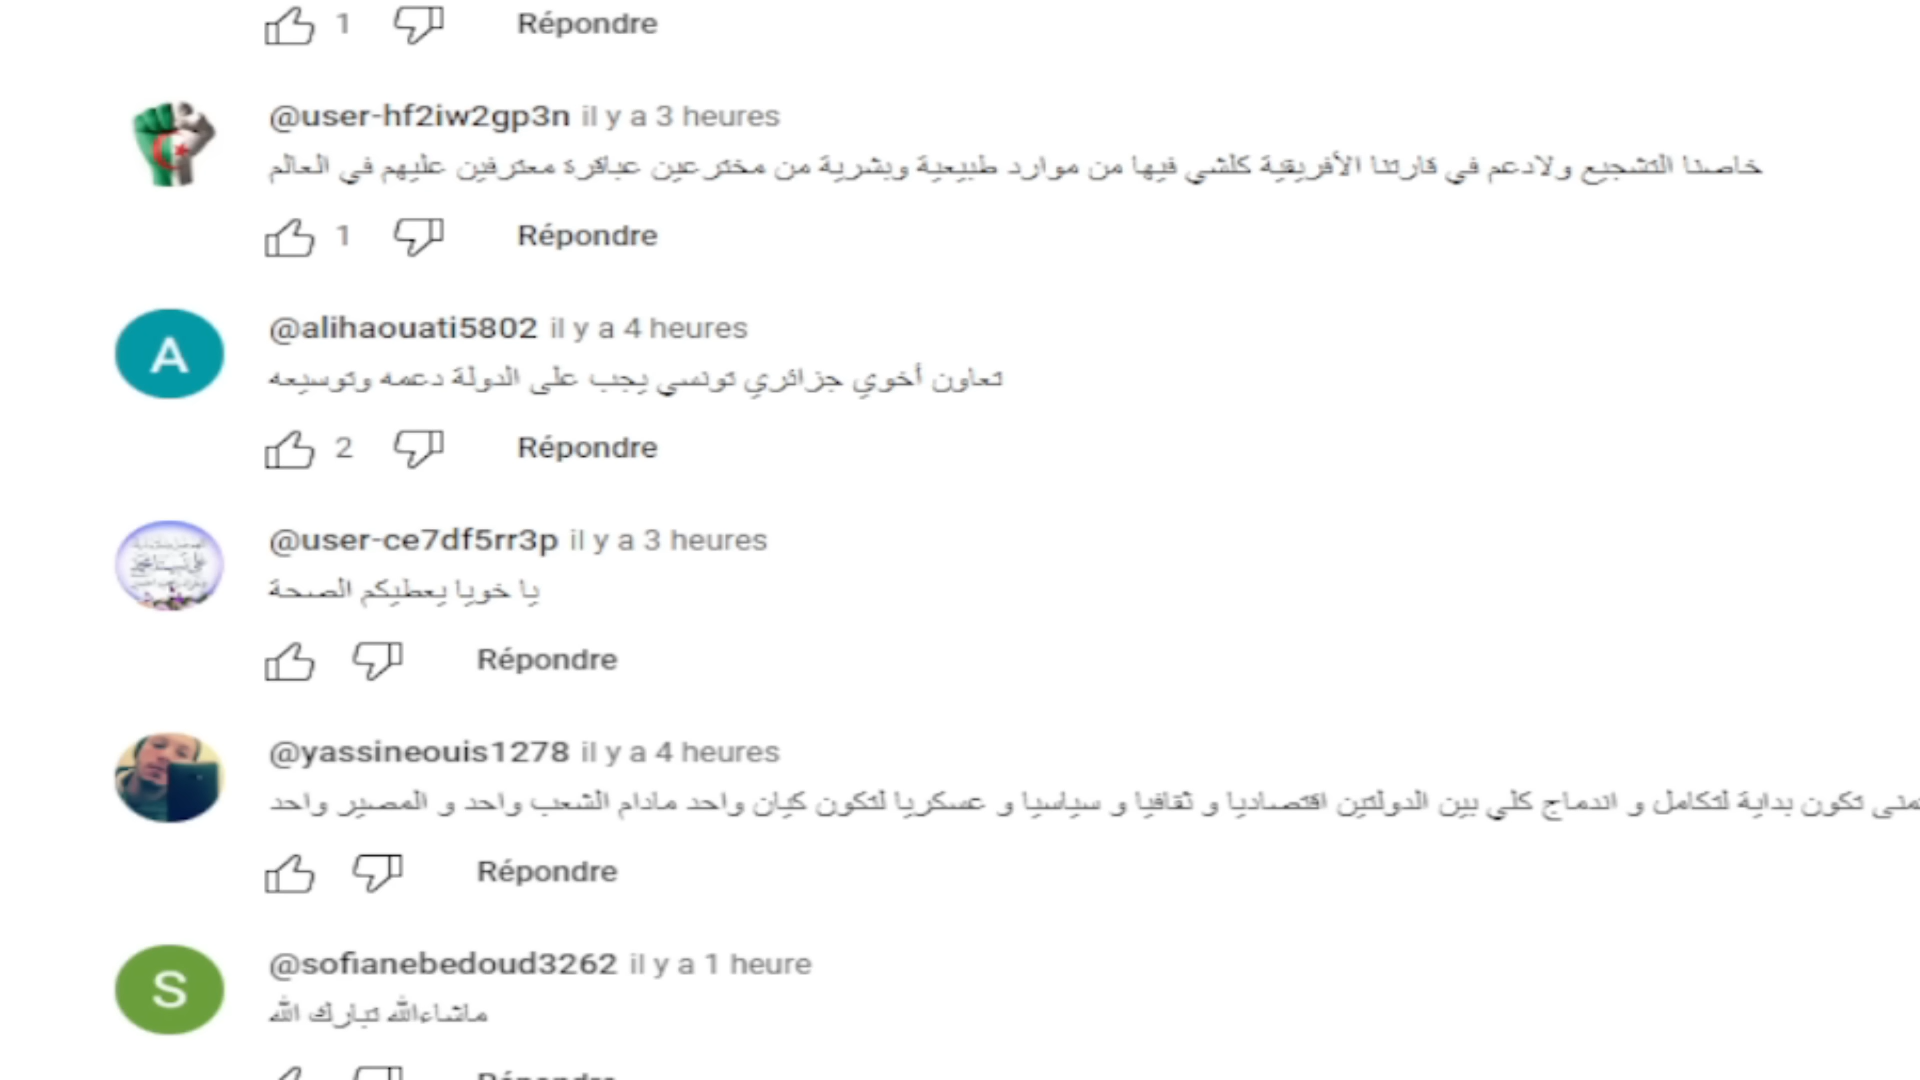 1 Répondre
@user-hf2iw2gp3n il y a 3 heures
خاصنا التشجيع ولادعم في قارتنا الأفريقية كلشي فيها من موارد طبيعية وبشرية من مخترعين عباقرة معترفين عليهم في العالم
1 Répondre
@alihaouati5802 il y a 4 heures
تعاون أخوي جزائري تونسي يجب على الدولة دعمه وتوسيعه
2 Répondre
@user-ce7df5rr3p il y a 3 heures
يا خويا يعطيكم الصحة
Répondre
@yassineouis1278 il y a 4 heures
تكون بداية لتكامل و اندماج كلي بين الدولتين اقتصاديا و ثقافيا و سياسيا و عسكريا لتكون كيان واحد مادام الشعب واحد و المصير واحد
Répondre
@sofianebedoud3262 il y a 1 heure
ماشاءالله تبارك الله